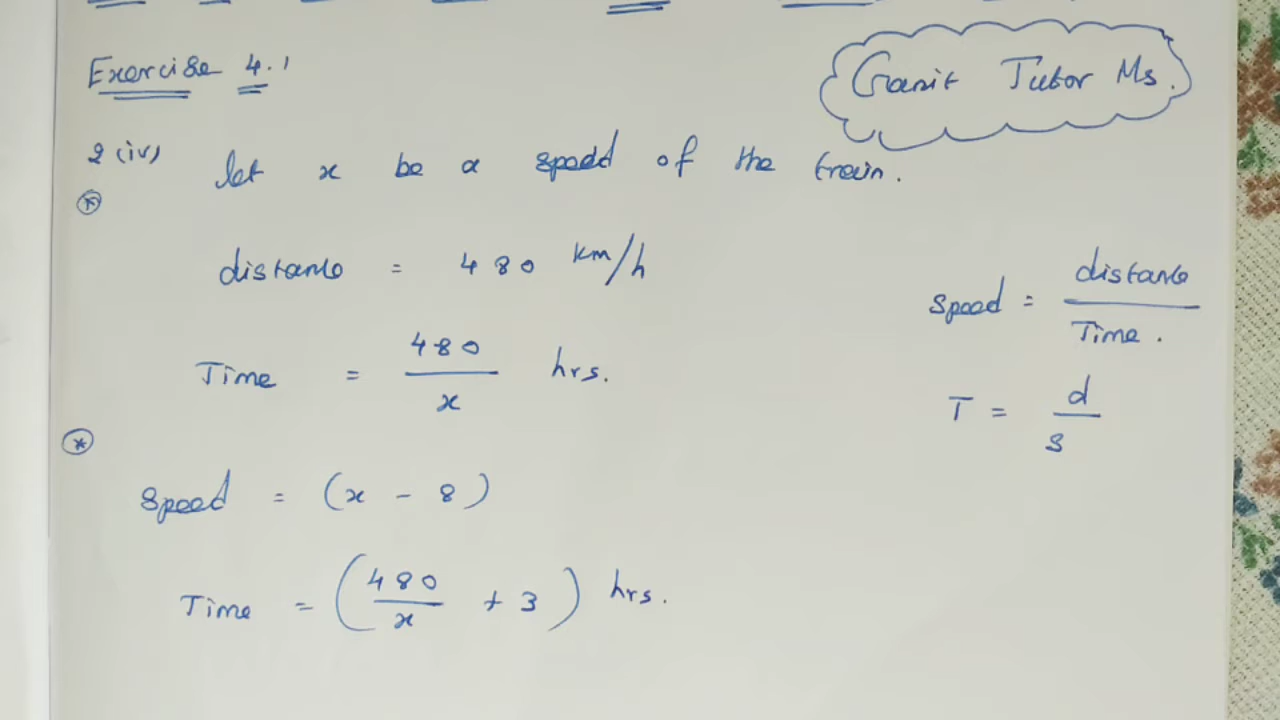 Exercise 4.1
Ganit Tutor Ms.
2 (iv) let x be a speed of the train.
distance = 480 km/h
speed = distance / Time.
Time = 480 / x hrs.
T = d / s
speed = (x - 8)
Time = (480 / x + 3) hrs.